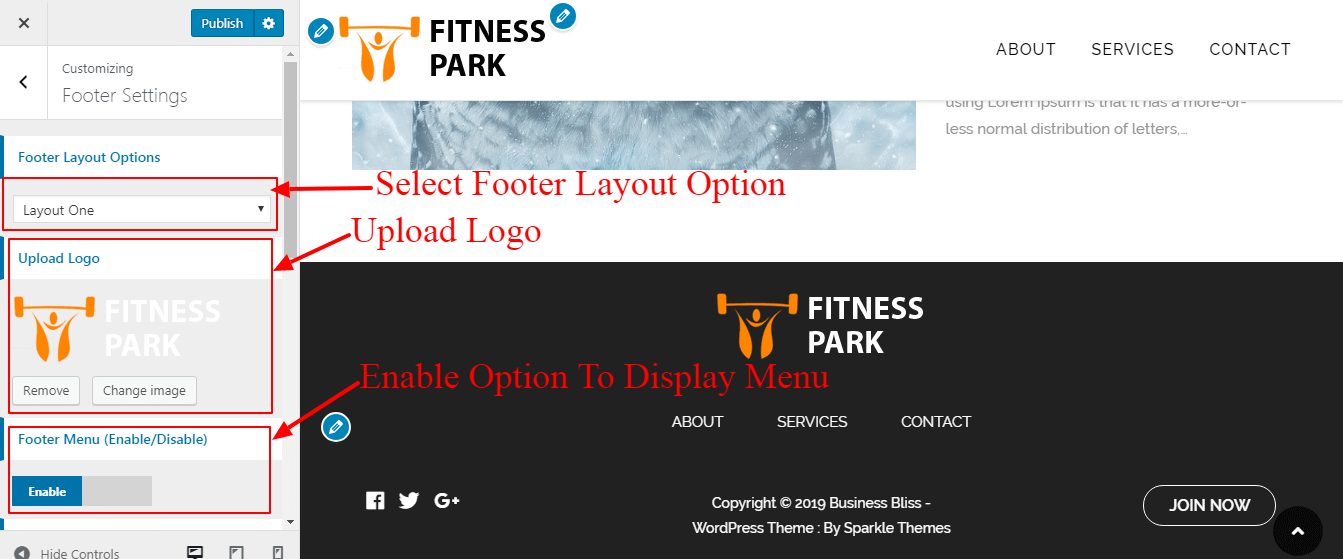 Publish
Customizing
Footer Settings
Footer Layout Options
Layout One
Upload Logo
FITNESS
PARK
Remove
Change image
Footer Menu (Enable/Disable)
Enable
Hide Controls
FITNESS
PARK
ABOUT SERVICES CONTACT
using Lorem Ipsum is that it has a more-or-
less normal distribution of letters,...
Select Footer Layout Option
Upload Logo
FITNESS
PARK
Enable Option To Display Menu
ABOUT SERVICES CONTACT
Copyright © 2019 Business Bliss -
WordPress Theme : By Sparkle Themes
JOIN NOW